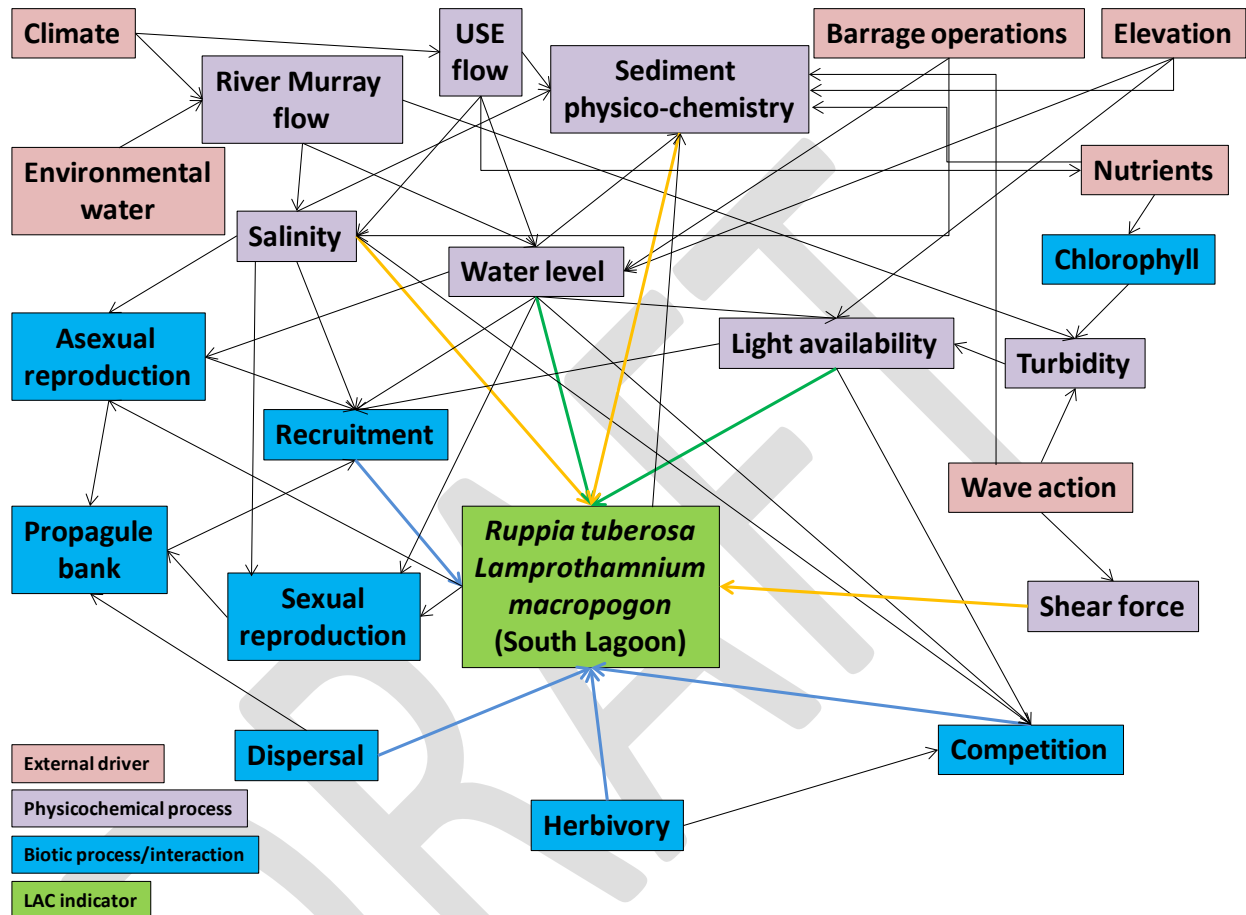 Climate
USE
flow
Barrage operations
Elevation
Sediment
physico-chemistry
River Murray
flow
Environmental
water
Nutrients
Salinity
Water level
Chlorophyll
Asexual
reproduction
Light availability
Turbidity
Recruitment
Wave action
Propagule
bank
Ruppia tuberosa
Lamprothamnium
macropogon
(South Lagoon)
Sexual
reproduction
Shear force
Dispersal
Competition
Herbivory
External driver
Physicochemical process
Biotic process/interaction
LAC indicator
DRAFT